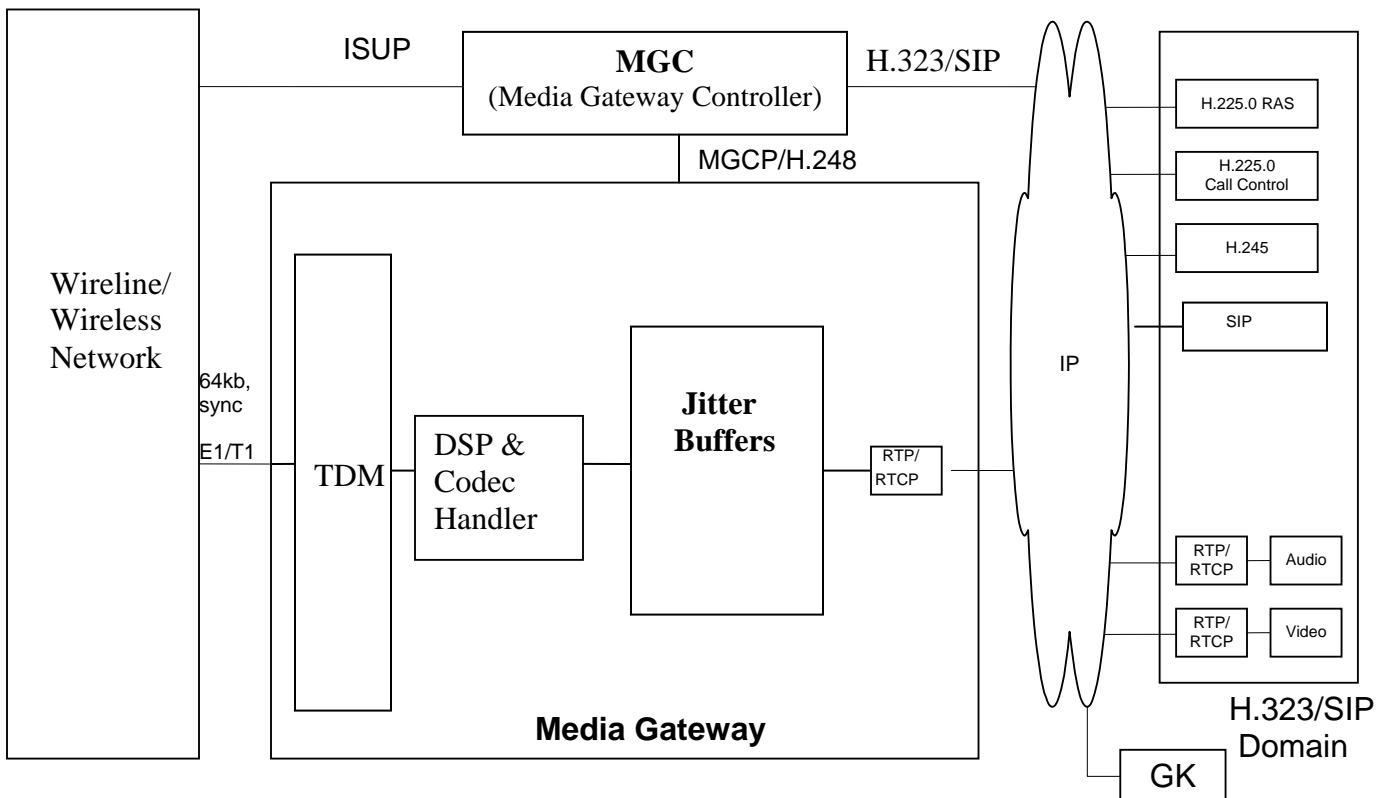 ISUP
MGC
(Media Gateway Controller)
H.323/SIP
MGCP/H.248
Wireline/
Wireless
Network
64kb,
sync
E1/T1
TDM
DSP &
Codec
Handler
Jitter
Buffers
RTP/
RTCP
Media Gateway
IP
H.225.0 RAS
H.225.0
Call Control
H.245
SIP
RTP/
RTCP
Audio
RTP/
RTCP
Video
H.323/SIP
Domain
GK